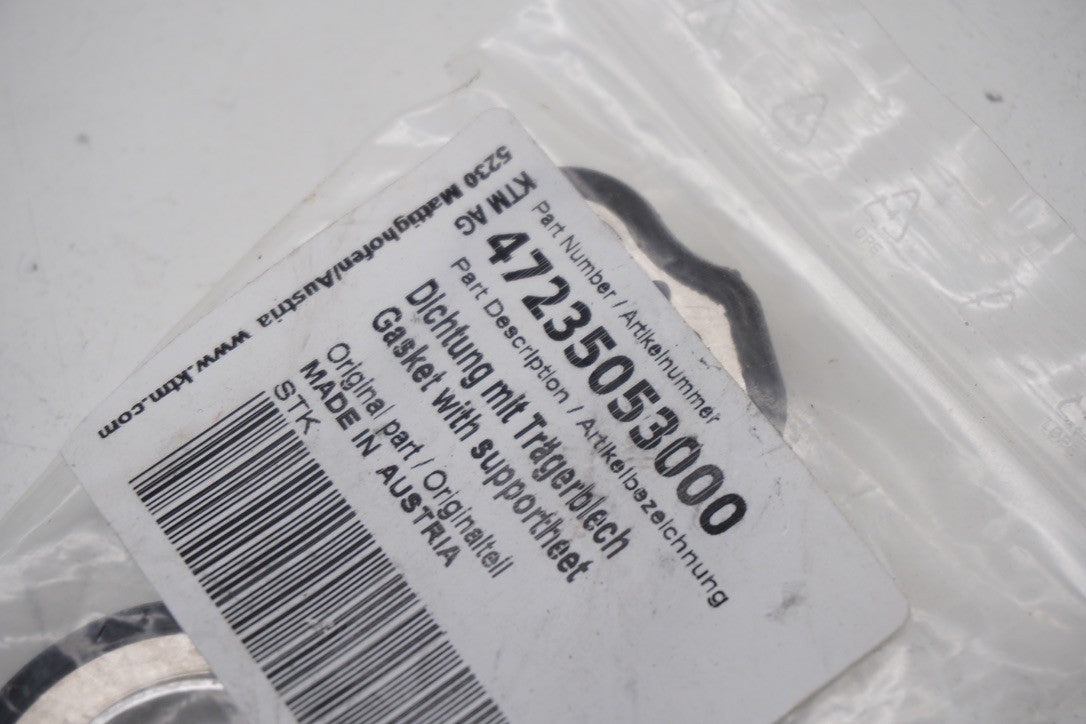 KTM AG
5230 Mattighofen/Austria www.ktm.com
Part Number / Artikelnummer
47235053000
Part Description / Artikelbezeichnung
Dichtung mit Trägerblech
Gasket with supportheet
Original part / Originalteil
MADE IN AUSTRIA
STK